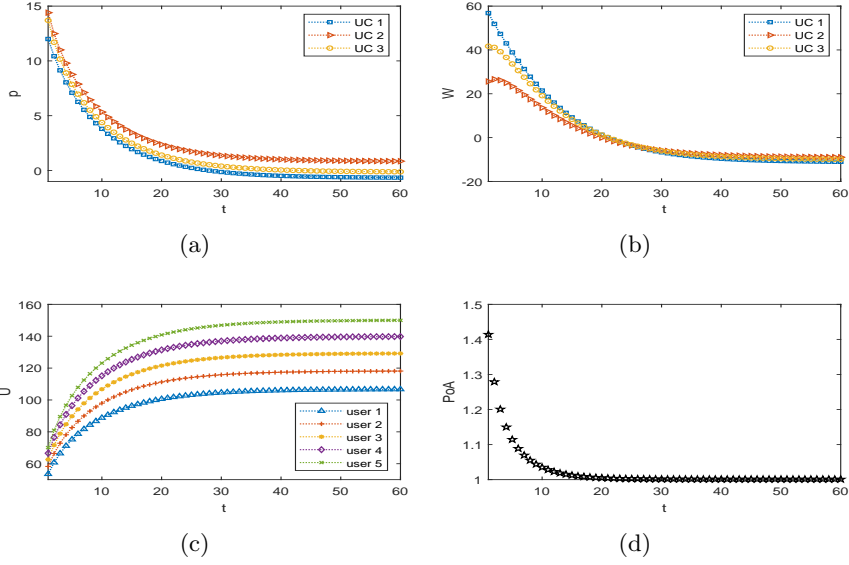 15
10
5
0
p
10 20 30 40 50 60
t
UC 1
UC 2
UC 3
(a)
60
40
20
0
-20
W
10 20 30 40 50 60
t
UC 1
UC 2
UC 3
(b)
160
140
120
100
80
60
U
10 20 30 40 50 60
t
user 1
user 2
user 3
user 4
user 5
(c)
1.5
1.4
1.3
1.2
1.1
1
PoA
10 20 30 40 50 60
t
(d)